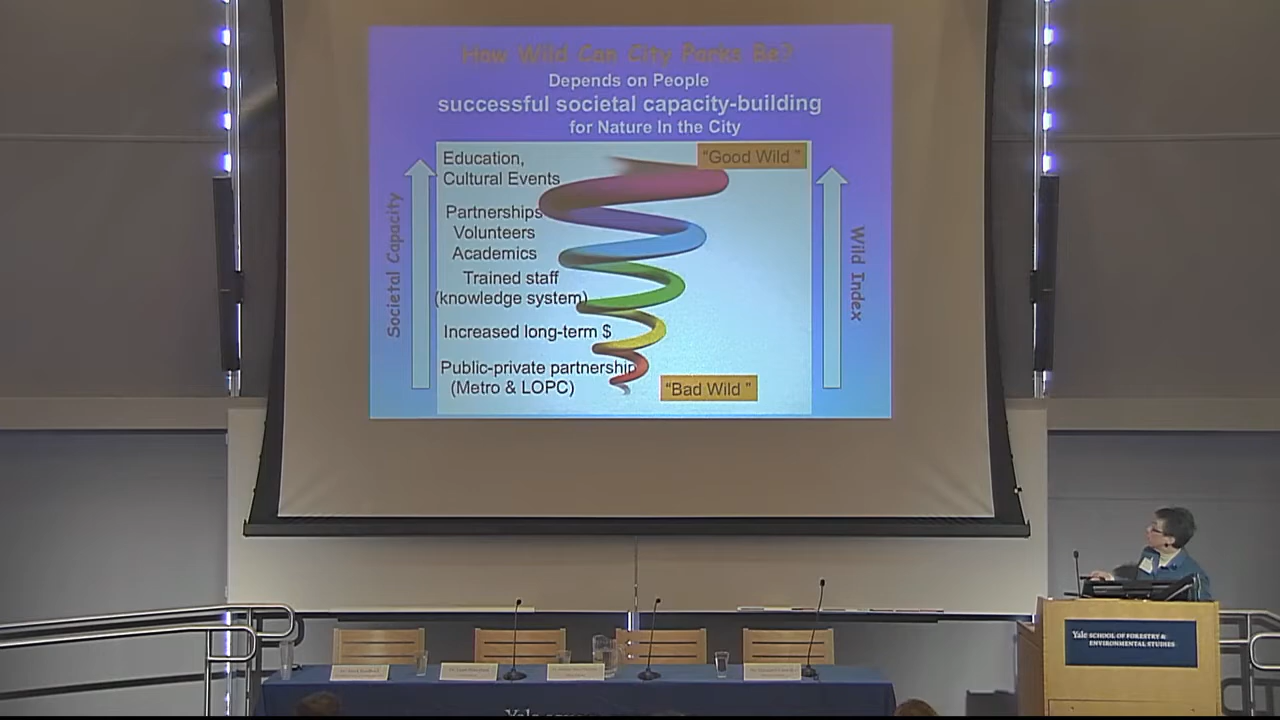 How Wild Can City Parks Be?
Depends on People
successful societal capacity-building
for Nature In the City
Education,
Cultural Events
"Good Wild "
Partnerships
Volunteers
Academics
Trained staff
(knowledge system)
Increased long-term $
Public-private partnership
(Metro & LOPC)
"Bad Wild "
Societal Capacity
Wild Index
Yale SCHOOL OF FORESTRY &
ENVIRONMENTAL STUDIES
Yale